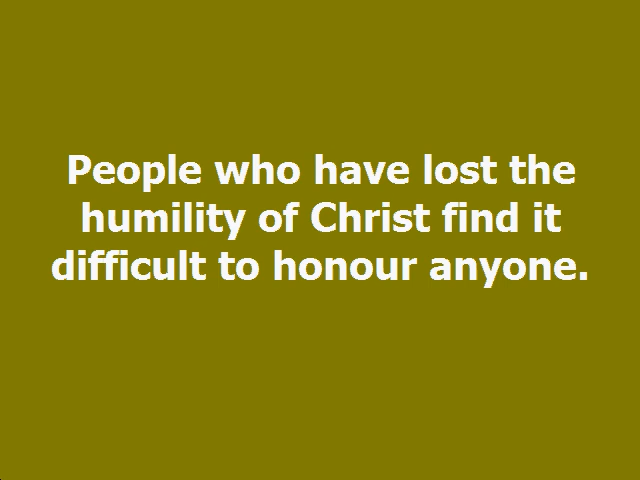 People who have lost the
humility of Christ find it
difficult to honour anyone.